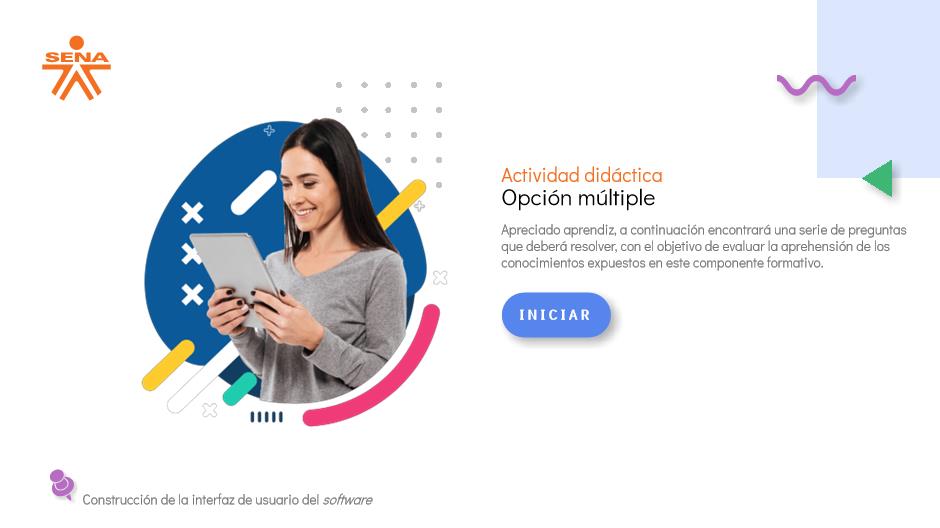 SENA
Actividad didáctica
Opción múltiple
Apreciado aprendiz, a continuación encontrará una serie de preguntas
que deberá resolver, con el objetivo de evaluar la aprehensión de los
conocimientos expuestos en este componente formativo.
INICIAR
Construcción de la interfaz de usuario del software